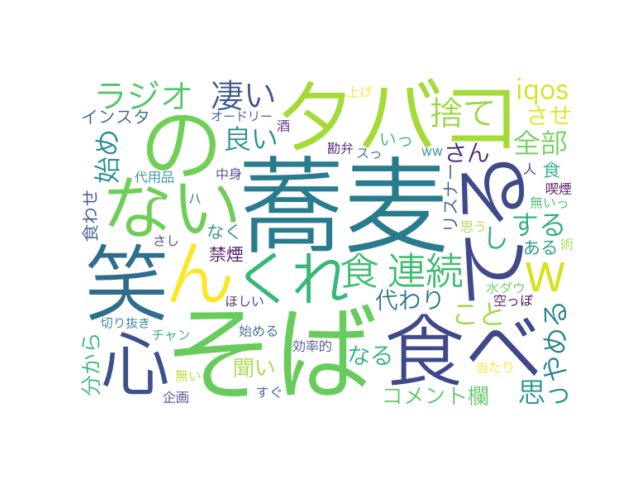 ラジオ
凄い
タバコ
iqos
インスタ
オードリー
上げ
捨て
させ
酒
始め
の
良い
勘弁
いっ
ww
さん
全部
代用品
中身
スっ
人
食
食わせ
ない
ハ
蕎麦
リスナー
る
喫煙
無いっ
なく
思う
し
する
さし
禁煙
ある
術
笑
ん
くれ
食
連続
て
w
水ダウ
空っぽ
ほしい
代わり
こと
心
そば
食べ
やめる
切り抜き
チャン
始める
効率的
なる
分から
無い
聞い
当たり
思っ
企画
すぐ
コメント欄